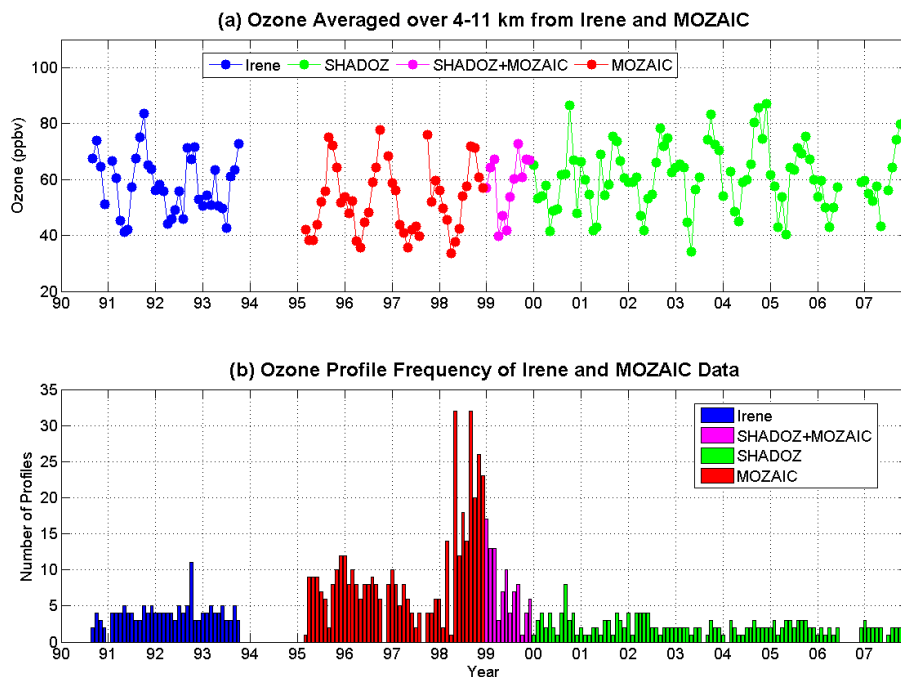 (a) Ozone Averaged over 4-11 km from Irene and MOZAIC
Ozone (ppbv)
100
80
60
40
20
Irene SHADOZ SHADOZ+MOZAIC MOZAIC
90 91 92 93 94 95 96 97 98 99 00 01 02 03 04 05 06 07
(b) Ozone Profile Frequency of Irene and MOZAIC Data
Number of Profiles
35
30
25
20
15
10
5
0
Irene
SHADOZ+MOZAIC
SHADOZ
MOZAIC
90 91 92 93 94 95 96 97 98 99 00 01 02 03 04 05 06 07
Year